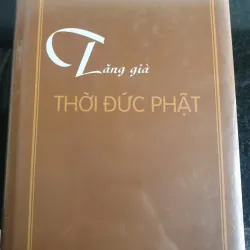 Tăng già
THỜI ĐỨC PHẬT